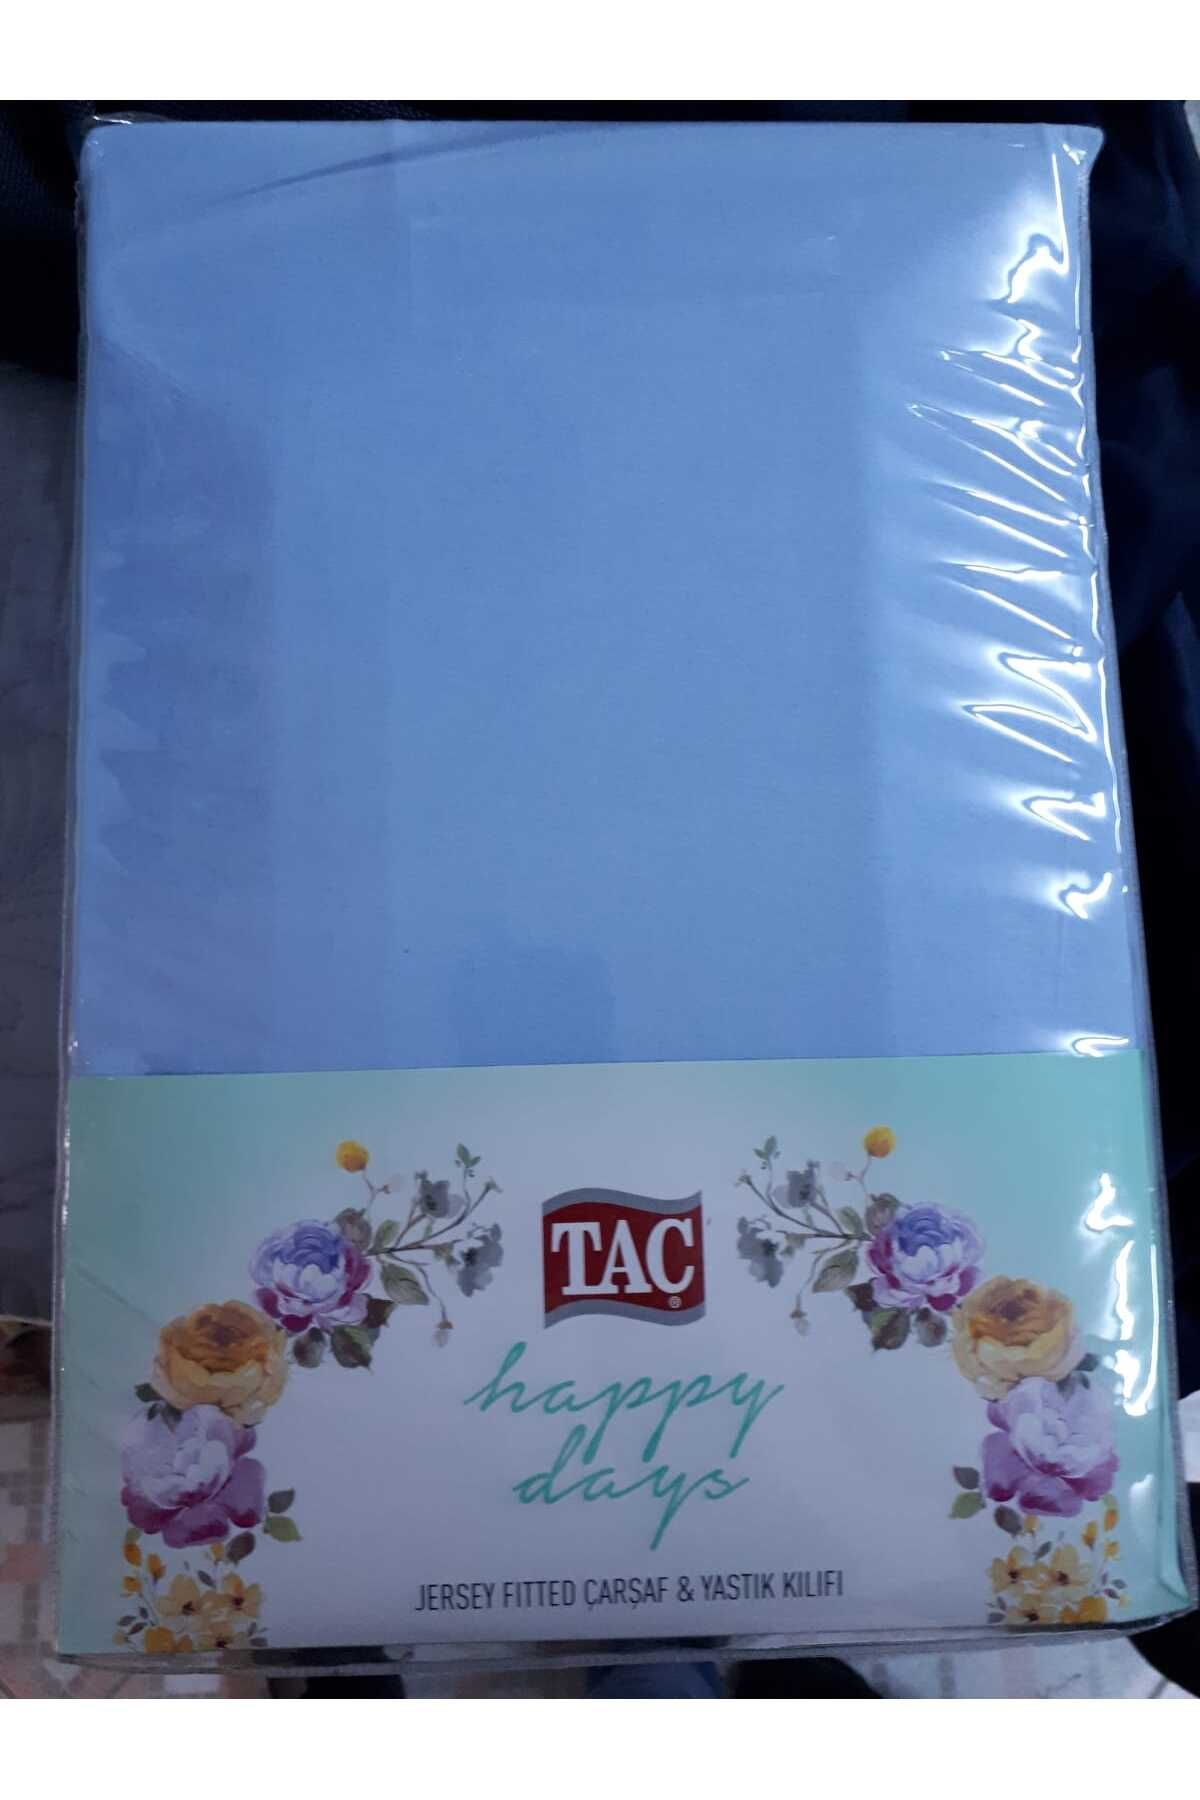 TAÇ
®
happy
days
JERSEY FITTED ÇARŞAF & YASTIK KILIFI